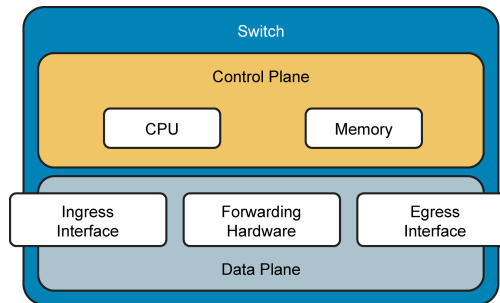 Switch
Control Plane
CPU
Memory
Ingress
Interface
Forwarding
Hardware
Egress
Interface
Data Plane